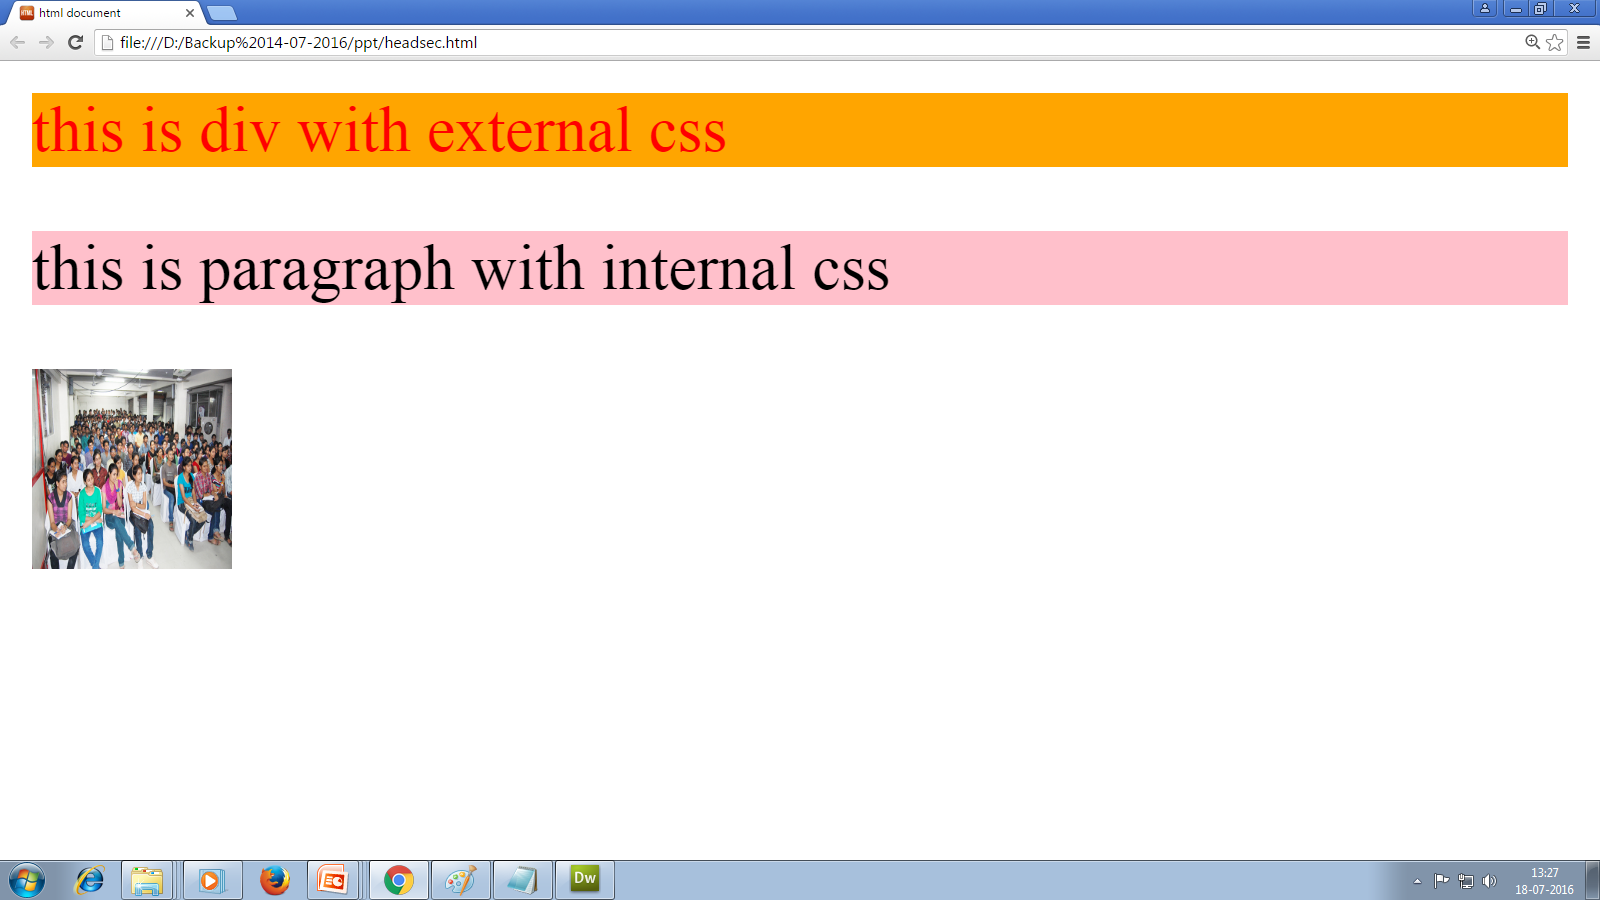 html document
file:///D:/Backup%2014-07-2016/ppt/headsec.html
this is div with external css
this is paragraph with internal css
Dw
13:27
18-07-2016